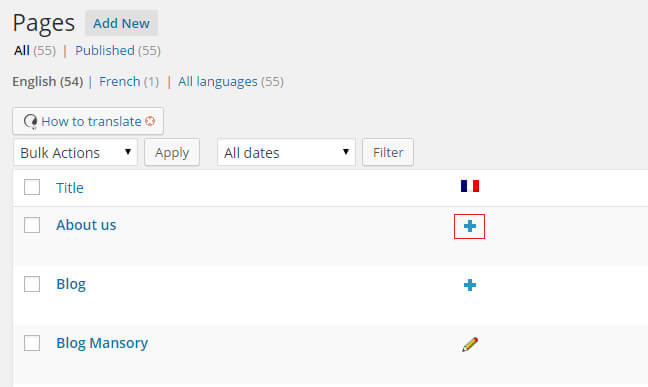 Pages Add New
All (55) | Published (55)
English (54) | French (1) | All languages (55)
How to translate
Bulk Actions Apply All dates Filter
Title
About us
Blog
Blog Mansory